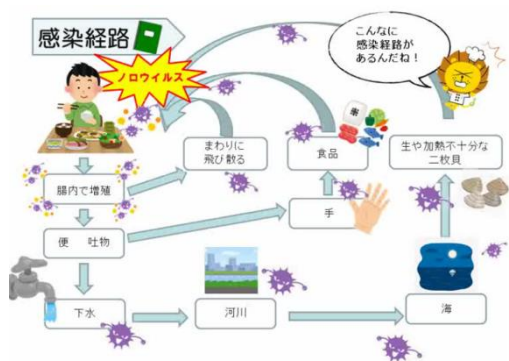 感染経路
ノロウイルス
こんなに
感染経路が
あるんだね！
まわりに
飛び散る
食品
生や加熱不十分な
二枚貝
腸内で増殖
手
便　吐物
下水
河川
海
米